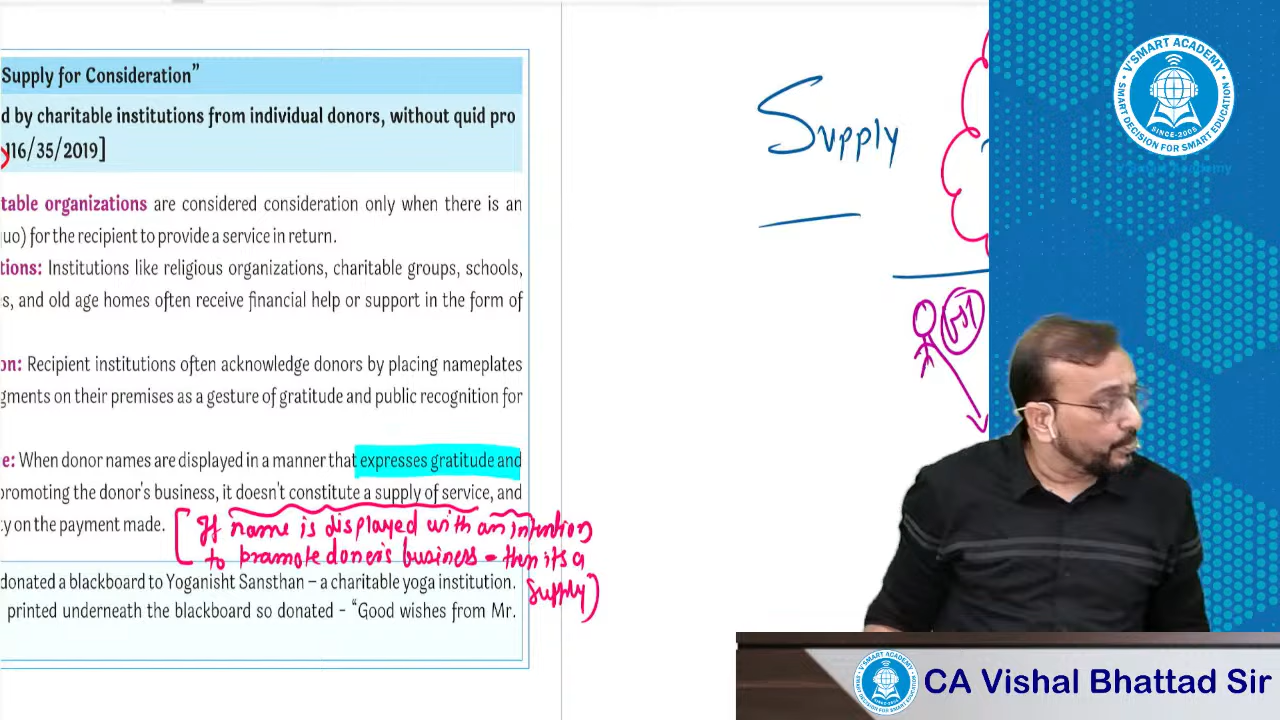 Supply for Consideration"
d by charitable institutions from individual donors, without quid pro
116/35/2019]
table organizations are considered consideration only when there is an
uo) for the recipient to provide a service in return.
tions: Institutions like religious organizations, charitable groups, schools,
s, and old age homes often receive financial help or support in the form of
on: Recipient institutions often acknowledge donors by placing nameplates
gments on their premises as a gesture of gratitude and public recognition for
e: When donor names are displayed in a manner that expresses gratitude and
promoting the donor's business, it doesn't constitute a supply of service, and
ty on the payment made.
[If name is displayed with an intention
to pramote donor's business - then its a
Supply)
donated a blackboard to Yoganisht Sansthan – a charitable yoga institution.
printed underneath the blackboard so donated – "Good wishes from Mr.
Supply
V'SMART ACADEMY
SINCE-2008
SMART DECISION FOR SMART EDUCATION
V'Smart Academy
V'SMART ACADEMY
CA Vishal Bhattad Sir